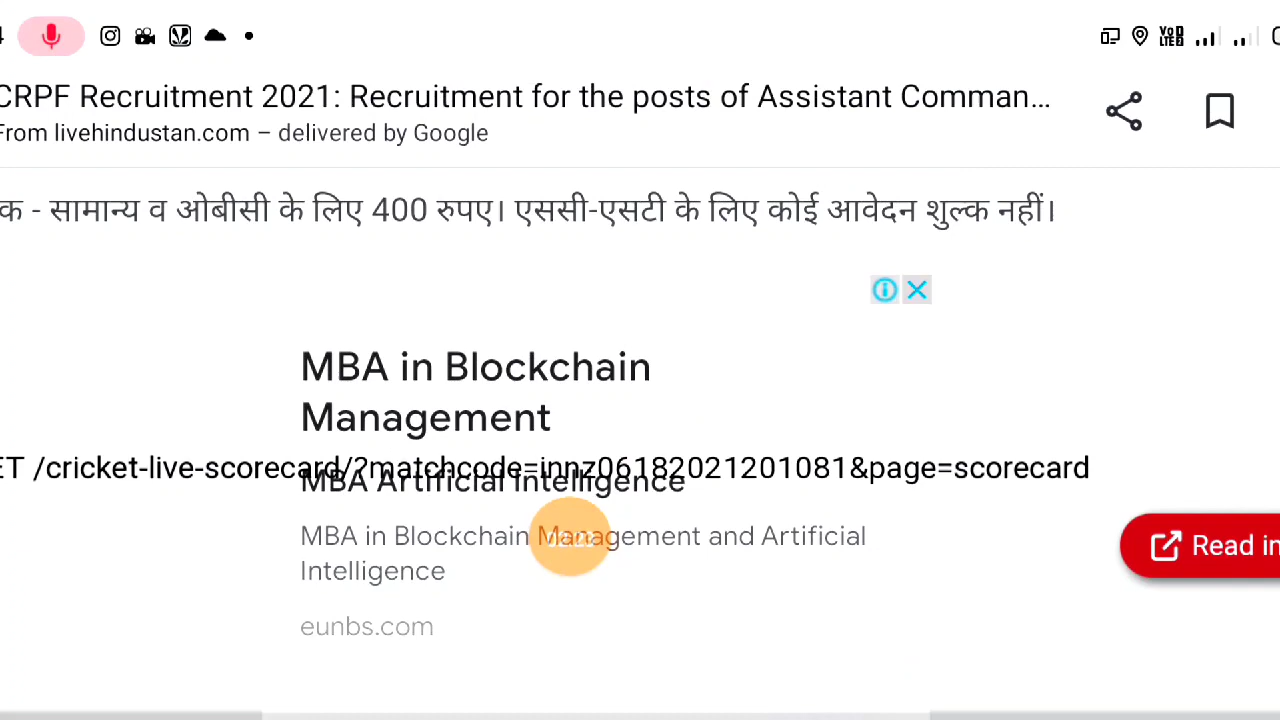 CRPF Recruitment 2021: Recruitment for the posts of Assistant Comman...
From livehindustan.com – delivered by Google
क - सामान्य व ओबीसी के लिए 400 रुपए। एससी-एसटी के लिए कोई आवेदन शुल्क नहीं।
MBA in Blockchain
Management
ET /cricket-live-scorecard/?matchcode=innz06182021201081&page=scorecard
MBA Artificial Intelligence
MBA in Blockchain Management and Artificial
Intelligence
Read in
eunbs.com